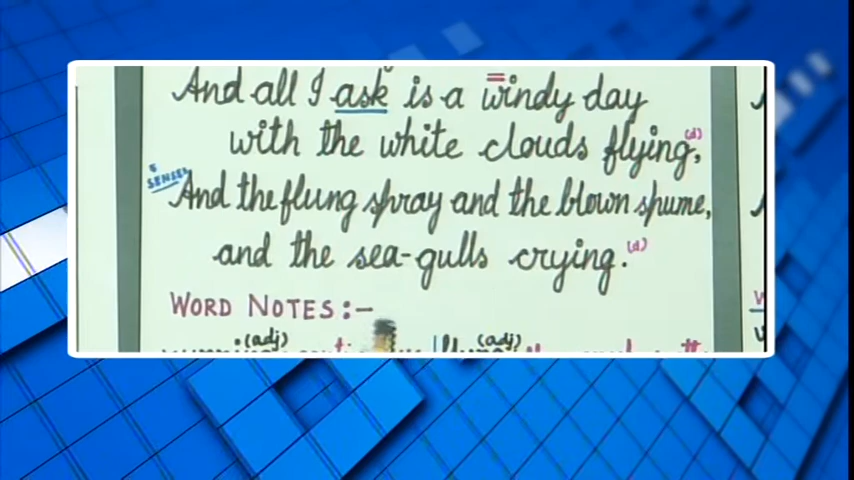 And all I ask is a windy day
with the white clouds flying, (d)
SENSES
And the flung spray and the blown spume,
and the sea-gulls crying. (d)
WORD NOTES:-
(adj) (adj)